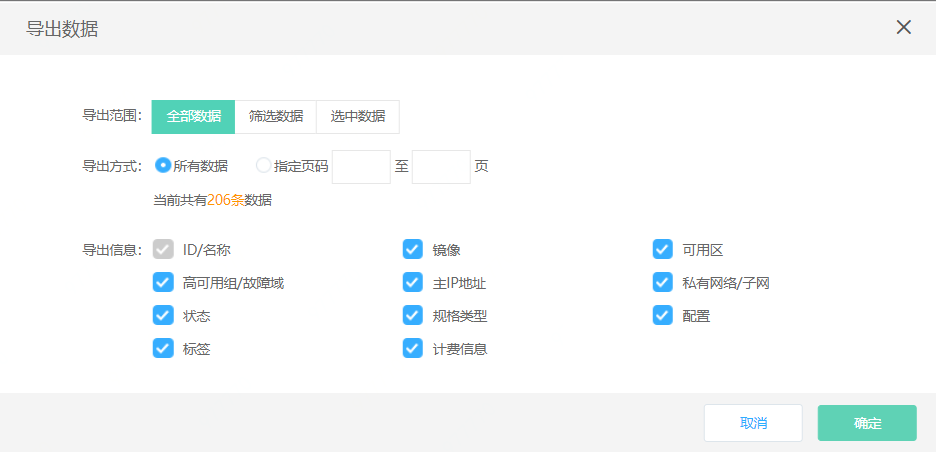 导出数据
导出范围： 全部数据 筛选数据 选中数据
导出方式： 所有数据 指定页码 至 页
当前共有206条数据
导出信息： ID/名称 镜像 可用区
高可用组/故障域 主IP地址 私有网络/子网
状态 规格类型 配置
标签 计费信息
取消 确定